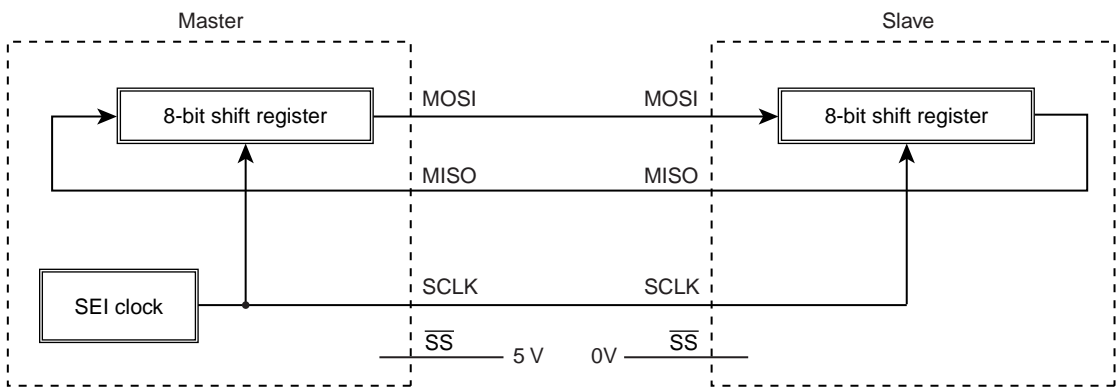 Master
Slave
8-bit shift register
MOSI
MOSI
8-bit shift register
MISO
MISO
SEI clock
SCLK
SCLK
SS
5 V
0V
SS